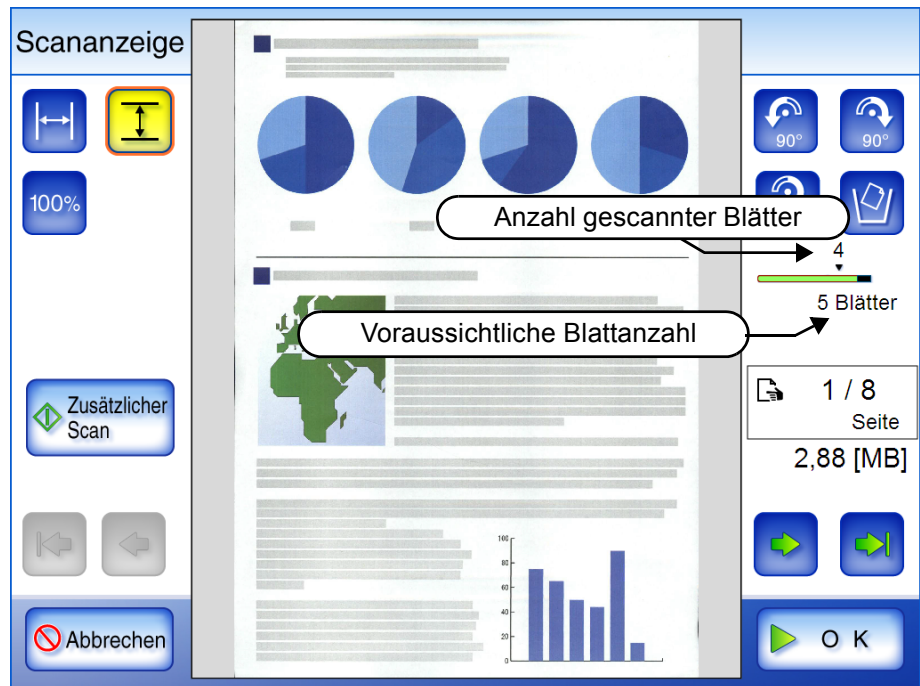 Scananzeige
90°
90°
100%
Anzahl gescannter Blätter
4
5 Blätter
Voraussichtliche Blattanzahl
1 / 8
Seite
2,88 [MB]
Zusätzlicher
Scan
100
80
60
40
20
0
Abbrechen
O K